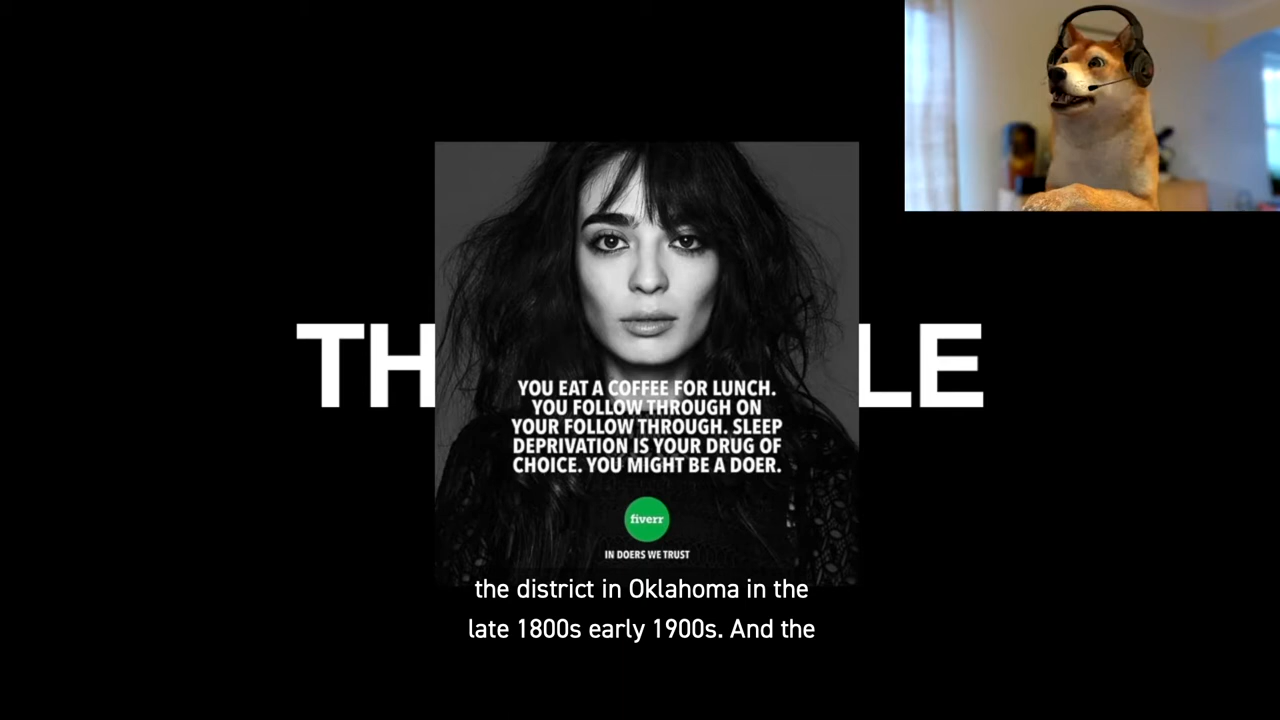 TH LE
YOU EAT A COFFEE FOR LUNCH.
YOU FOLLOW THROUGH ON
YOUR FOLLOW THROUGH. SLEEP
DEPRIVATION IS YOUR DRUG OF
CHOICE. YOU MIGHT BE A DOER.
fiverr
IN DOERS WE TRUST
the district in Oklahoma in the
late 1800s early 1900s. And the